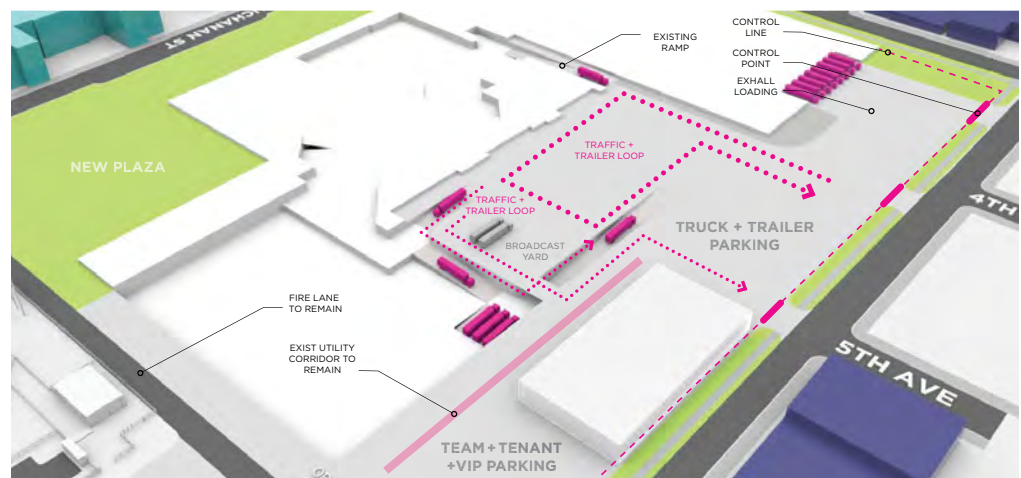 CHANAN ST
CONTROL
LINE
EXISTING
RAMP
CONTROL
POINT
EXHALL
LOADING
TRAFFIC +
TRAILER LOOP
NEW PLAZA
TRAFFIC +
TRAILER LOOP
4TH
TRUCK + TRAILER
PARKING
BROADCAST
YARD
FIRE LANE
TO REMAIN
EXIST UTILITY
CORRIDOR TO
REMAIN
5TH AVE
TEAM + TENANT
+VIP PARKING